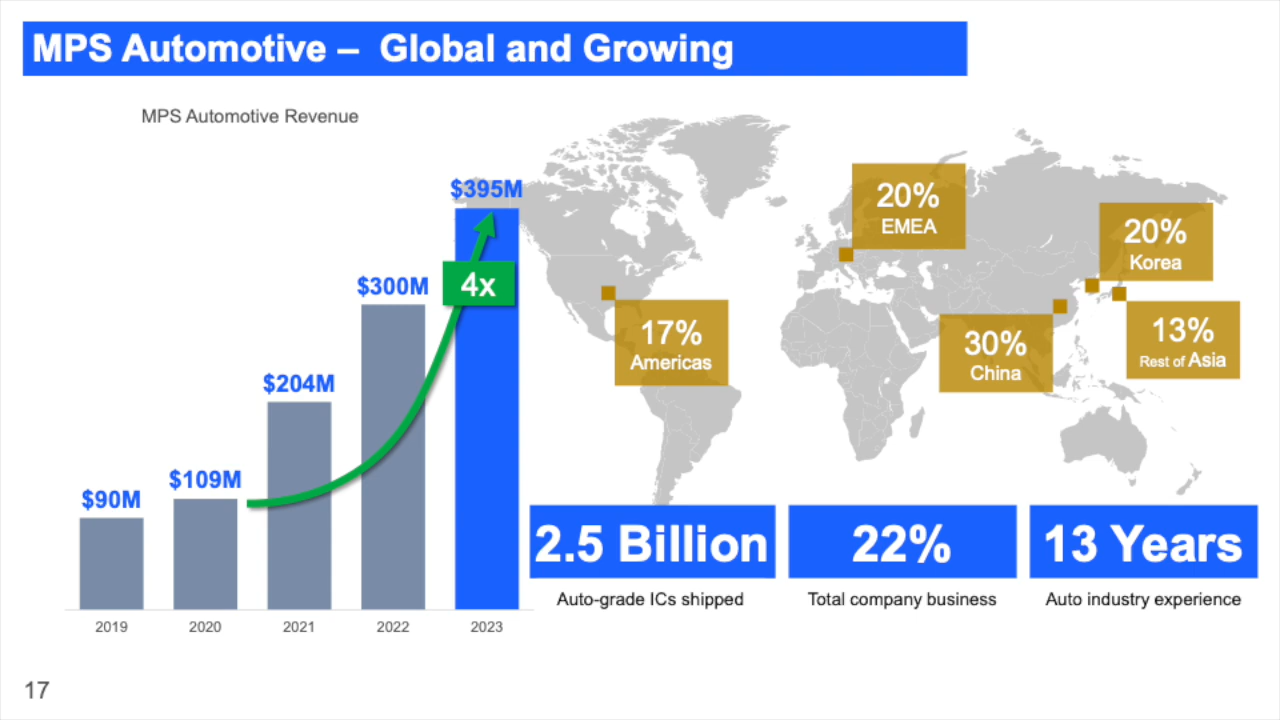 MPS Automotive – Global and Growing
MPS Automotive Revenue
$395M
$300M
4x
$204M
$109M
$90M
2019
2020
2021
2022
2023
20%
EMEA
20%
Korea
17%
Americas
30%
China
13%
Rest of Asia
2.5 Billion
Auto-grade ICs shipped
22%
Total company business
13 Years
Auto industry experience
17